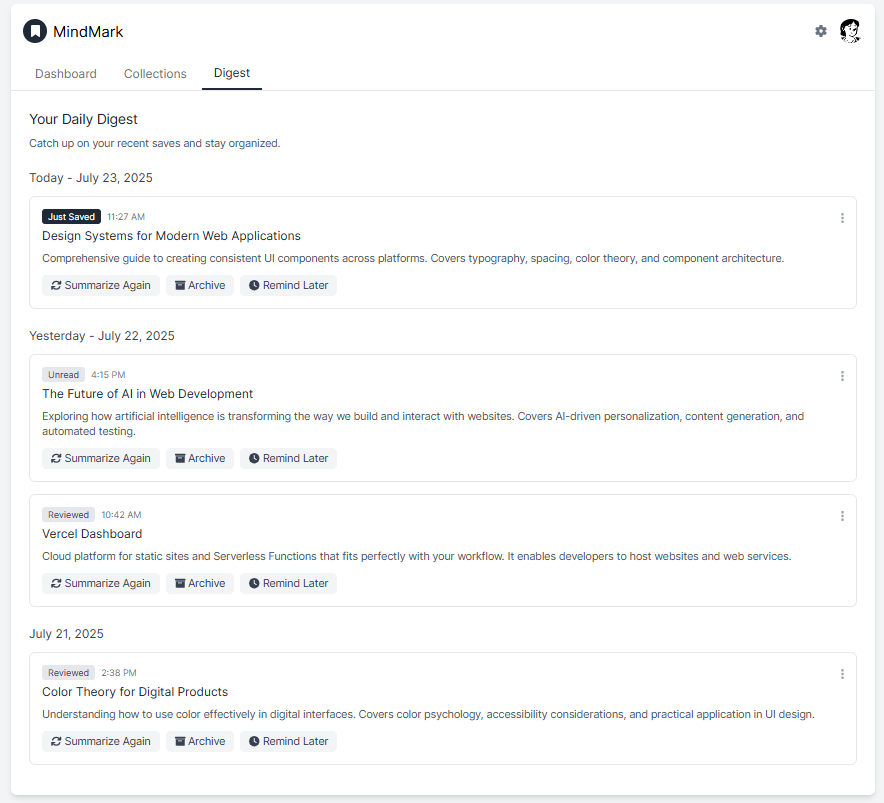 MindMark
Dashboard Collections Digest
Your Daily Digest
Catch up on your recent saves and stay organized.
Today - July 23, 2025
Just Saved 11:27 AM
Design Systems for Modern Web Applications
Comprehensive guide to creating consistent UI components across platforms. Covers typography, spacing, color theory, and component architecture.
Summarize Again Archive Remind Later
Yesterday - July 22, 2025
Unread 4:15 PM
The Future of AI in Web Development
Exploring how artificial intelligence is transforming the way we build and interact with websites. Covers AI-driven personalization, content generation, and
automated testing.
Summarize Again Archive Remind Later
Reviewed 10:42 AM
Vercel Dashboard
Cloud platform for static sites and Serverless Functions that fits perfectly with your workflow. It enables developers to host websites and web services.
Summarize Again Archive Remind Later
July 21, 2025
Reviewed 2:38 PM
Color Theory for Digital Products
Understanding how to use color effectively in digital interfaces. Covers color psychology, accessibility considerations, and practical application in UI design.
Summarize Again Archive Remind Later